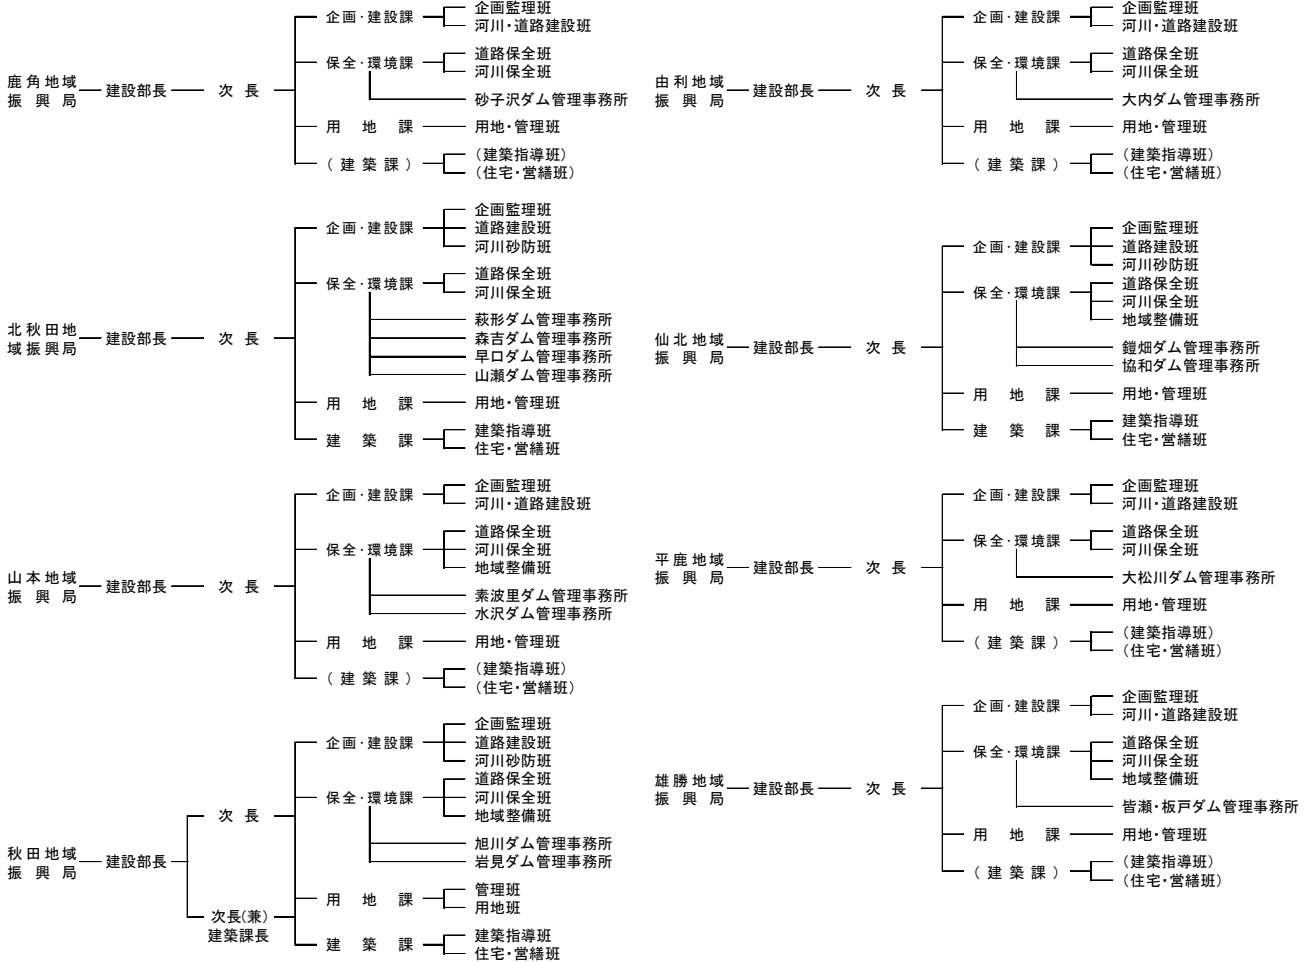 鹿角地域
振興局
建設部長
次長
企画・建設課
企画監理班
河川・道路建設班
保全・環境課
道路保全班
河川保全班
砂子沢ダム管理事務所
用地課
用地・管理班
（建築課）
（建築指導班）
（住宅・営繕班）
北秋田地
域振興局
建設部長
次長
企画・建設課
企画監理班
道路建設班
河川砂防班
保全・環境課
道路保全班
河川保全班
萩形ダム管理事務所
森吉ダム管理事務所
早口ダム管理事務所
山瀬ダム管理事務所
用地課
用地・管理班
建築課
建築指導班
住宅・営繕班
山本地域
振興局
建設部長
次長
企画・建設課
企画監理班
河川・道路建設班
保全・環境課
道路保全班
河川保全班
地域整備班
素波里ダム管理事務所
水沢ダム管理事務所
用地課
用地・管理班
（建築課）
（建築指導班）
（住宅・営繕班）
秋田地域
振興局
建設部長
次長
次長(兼)
建築課長
企画・建設課
企画監理班
道路建設班
河川砂防班
保全・環境課
道路保全班
河川保全班
地域整備班
旭川ダム管理事務所
岩見ダム管理事務所
用地課
管理班
用地班
建築課
建築指導班
住宅・営繕班
由利地域
振興局
建設部長
次長
企画・建設課
企画監理班
河川・道路建設班
保全・環境課
道路保全班
河川保全班
大内ダム管理事務所
用地課
用地・管理班
（建築課）
（建築指導班）
（住宅・営繕班）
仙北地域
振興局
建設部長
次長
企画・建設課
企画監理班
道路建設班
河川砂防班
保全・環境課
道路保全班
河川保全班
地域整備班
鎧畑ダム管理事務所
協和ダム管理事務所
用地課
用地・管理班
建築課
建築指導班
住宅・営繕班
平鹿地域
振興局
建設部長
次長
企画・建設課
企画監理班
河川・道路建設班
保全・環境課
道路保全班
河川保全班
大松川ダム管理事務所
用地課
用地・管理班
（建築課）
（建築指導班）
（住宅・営繕班）
雄勝地域
振興局
建設部長
次長
企画・建設課
企画監理班
河川・道路建設班
保全・環境課
道路保全班
河川保全班
地域整備班
皆瀬・板戸ダム管理事務所
用地課
用地・管理班
（建築課）
（建築指導班）
（住宅・営繕班）